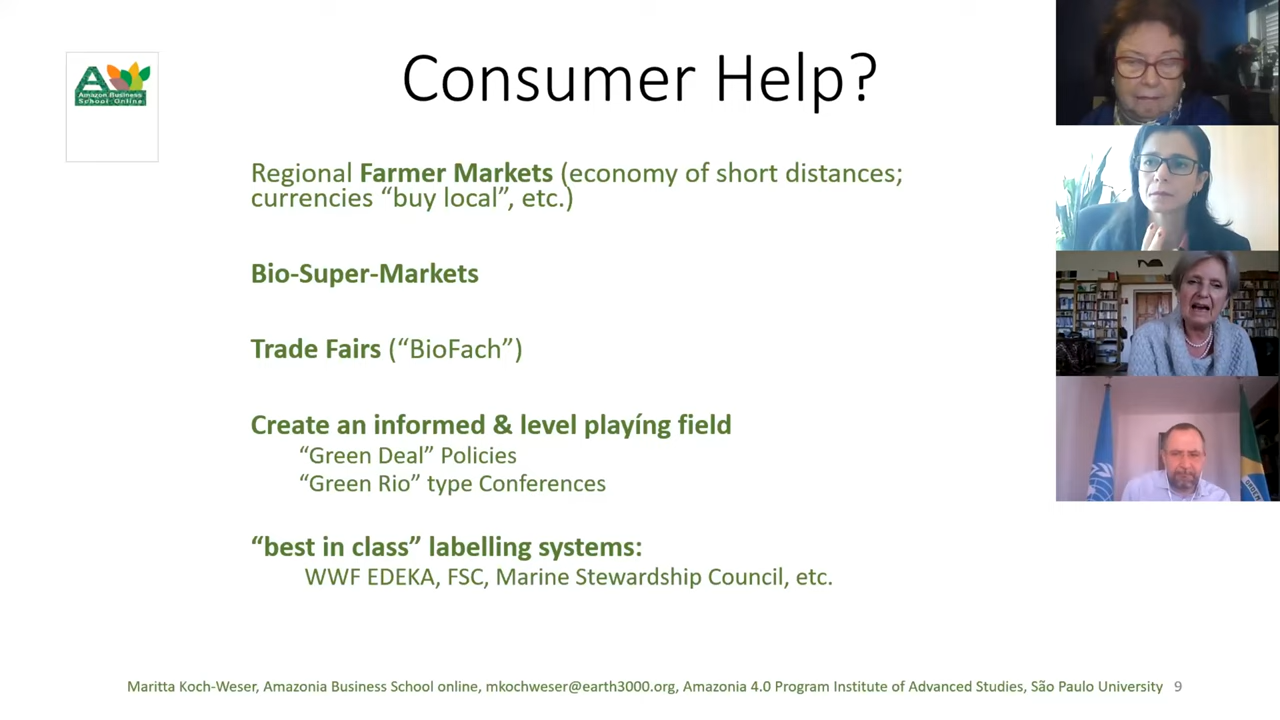 Consumer Help?
A
Amazon Business
School Online
Regional Farmer Markets (economy of short distances;
currencies “buy local”, etc.)
Bio-Super-Markets
Trade Fairs (“BioFach”)
Create an informed & level playíng field
“Green Deal” Policies
“Green Rio” type Conferences
“best in class” labelling systems:
WWF EDEKA, FSC, Marine Stewardship Council, etc.
Maritta Koch-Weser, Amazonia Business School online, mkochweser@earth3000.org, Amazonia 4.0 Program Institute of Advanced Studies, São Paulo University 9